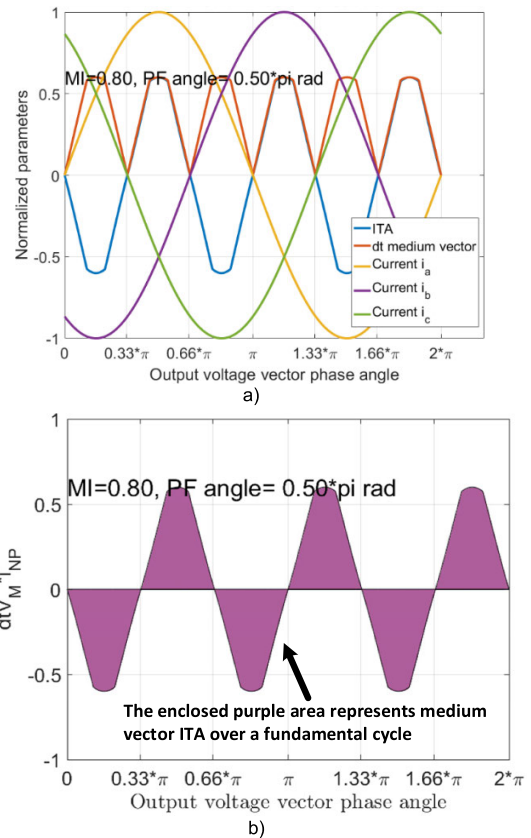 1
MI=0.80, PF angle= 0.50*pi rad
0.5
Normalized parameters
0
ITA
dt medium vector
Current i_a
-0.5
Current i_b
Current i_c
-1
0 0.33*π 0.66*π π 1.33*π 1.66*π 2*π
Output voltage vector phase angle
a)
1
MI=0.80, PF angle= 0.50*pi rad
0.5
dtV_M*i_NP
0
-0.5
The enclosed purple area represents medium
vector ITA over a fundamental cycle
-1
0 0.33*π 0.66*π π 1.33*π 1.66*π 2*π
Output voltage vector phase angle
b)